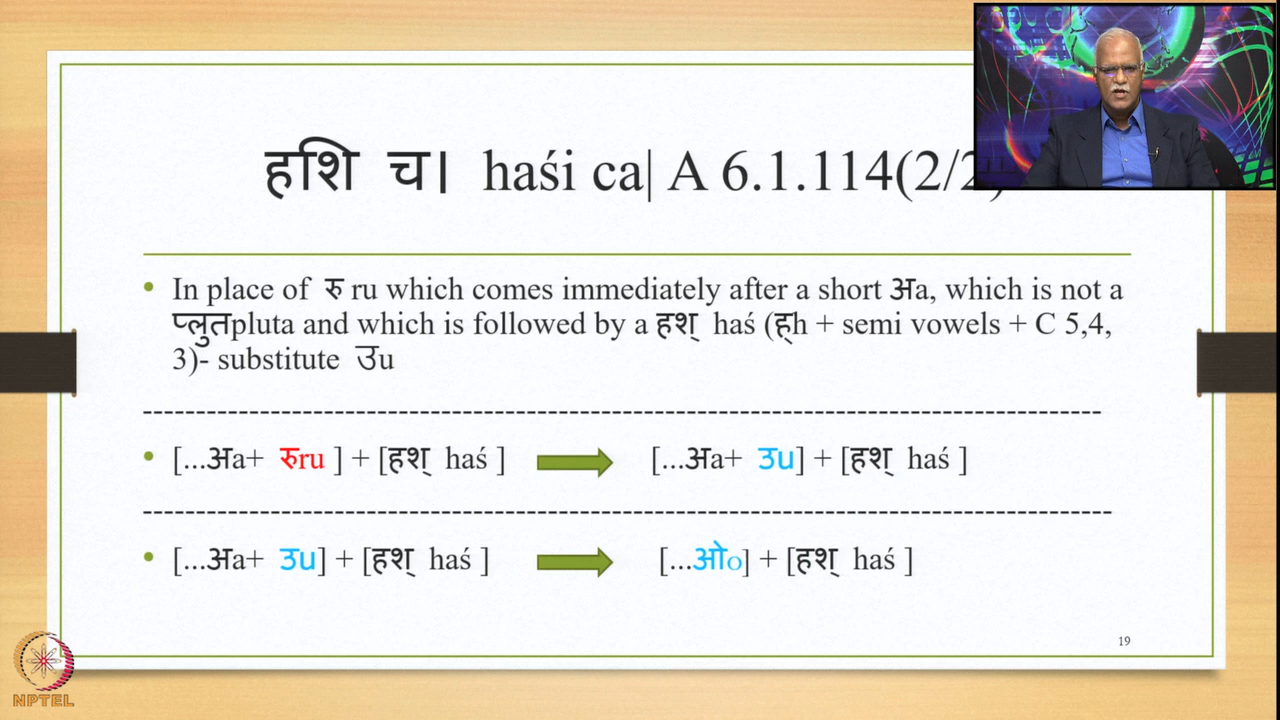 हशि च। haśi ca| A 6.1.114(2/2)
• In place of रु ru which comes immediately after a short अa, which is not a
प्लुतpluta and which is followed by a हश् haś (ह्h + semi vowels + C 5,4,
3)- substitute उu
--------------------------------------------------------------------------------------------
• [...अa+ रुru ] + [हश् haś ] [...अa+ उu] + [हश् haś ]
---------------------------------------------------------------------------------------------
• [...अa+ उu] + [हश् haś ] [...ओo] + [हश् haś ]
19
NPTEL